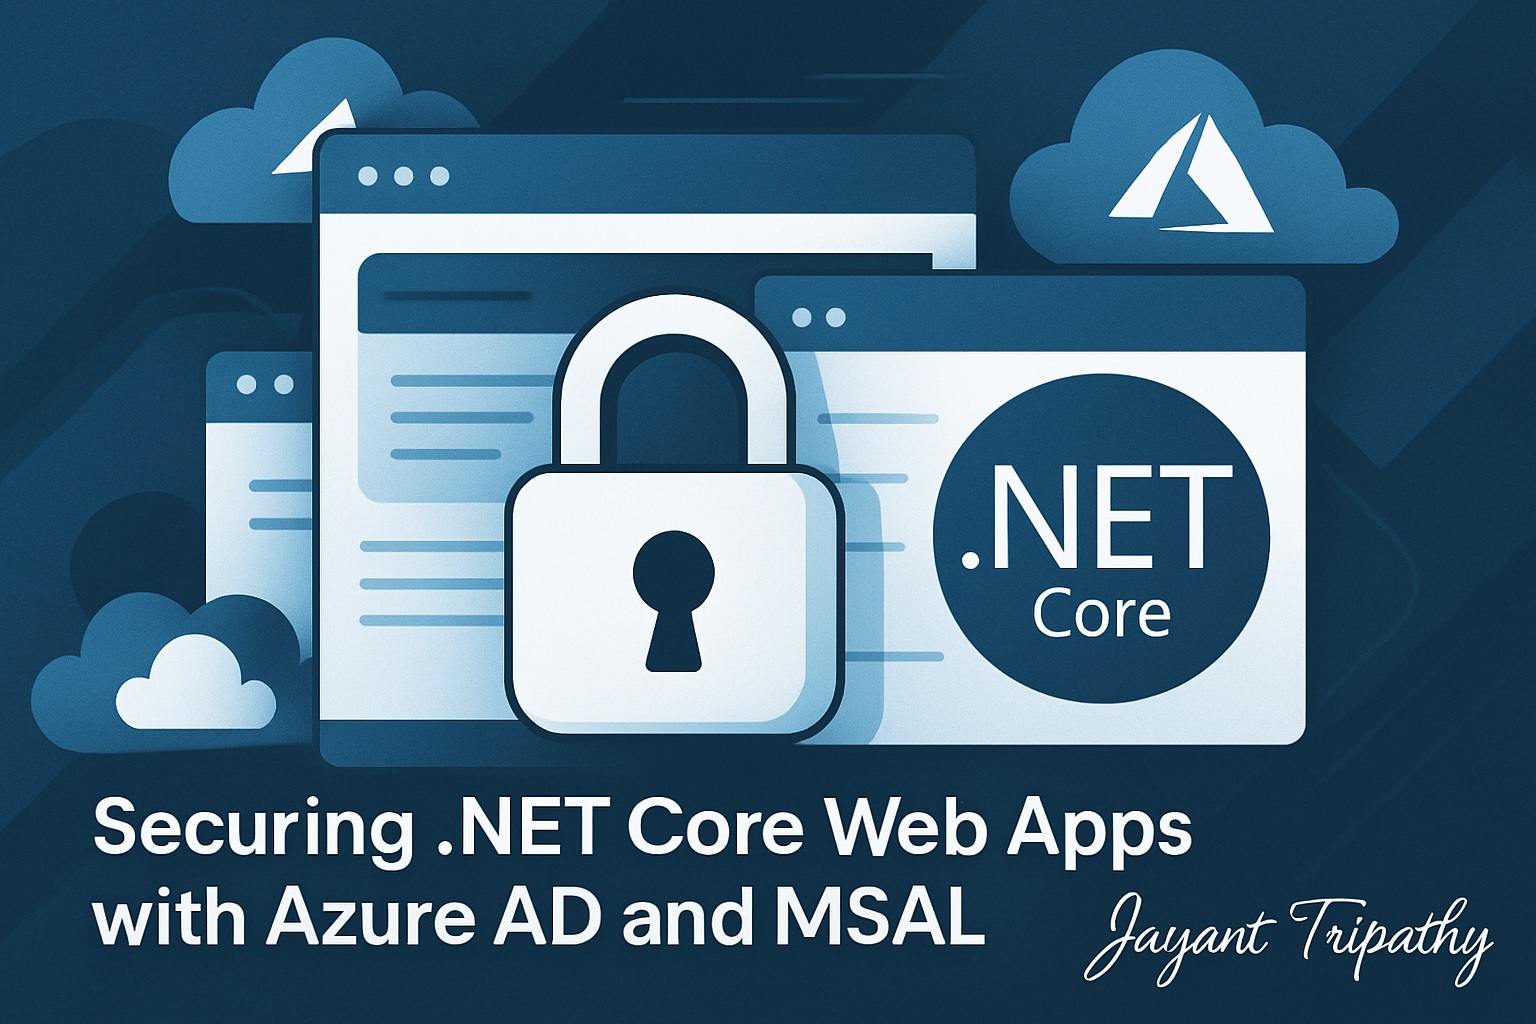 .NET
Core
Securing .NET Core Web Apps
with Azure AD and MSAL
Jayant Tripathy